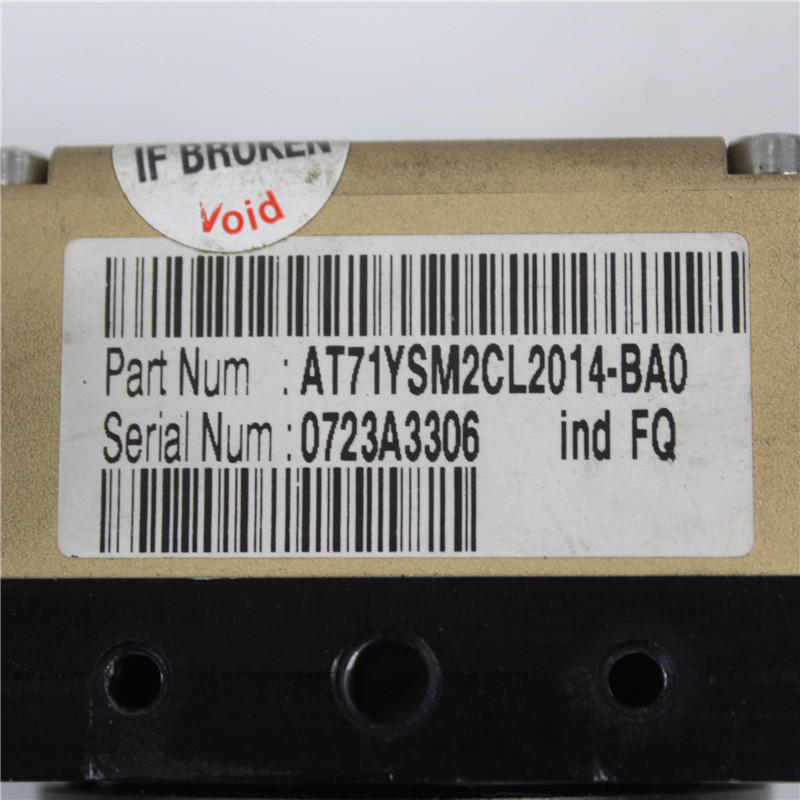 IF BROKEN
Void
Part Num : AT71YSM2CL2014-BA0
Serial Num : 0723A3306 ind FQ